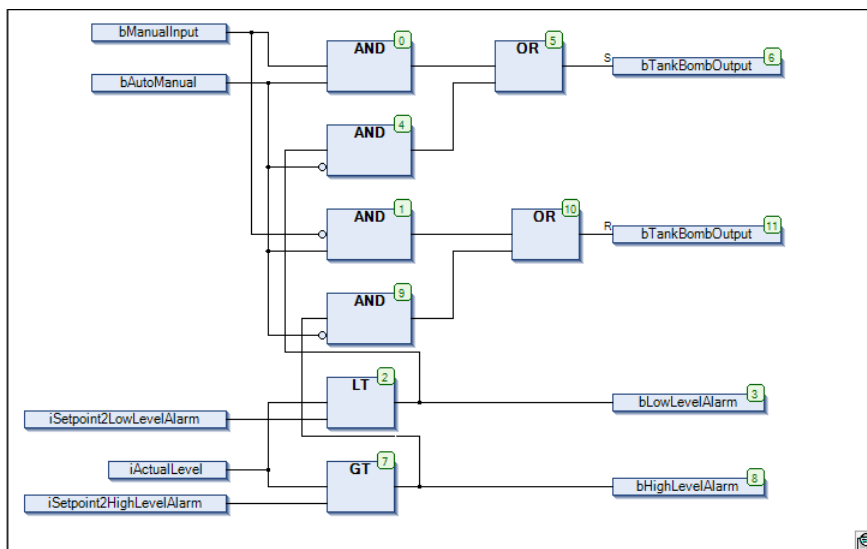 bManualInput
AND 0
OR 5
S
bTankBombOutput 6
bAutoManual
AND 4
AND 1
OR 10
R
bTankBombOutput 11
AND 9
LT 2
bLowLevelAlarm 3
iSetpoint2LowLevelAlarm
iActualLevel
GT 7
bHighLevelAlarm 8
iSetpoint2HighLevelAlarm